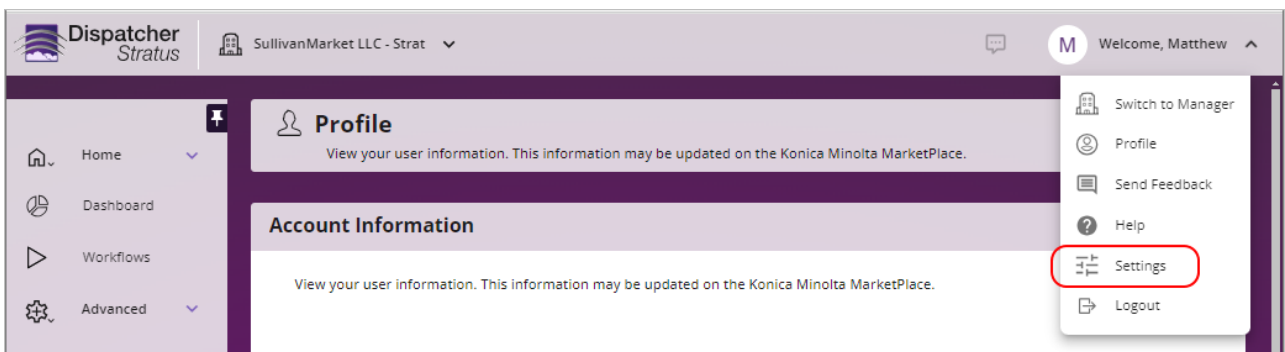 Dispatcher
Stratus
SullivanMarket LLC - Strat
M
Welcome, Matthew
Switch to Manager
Profile
Send Feedback
Help
Settings
Logout
Home
Dashboard
Workflows
Advanced
Profile
View your user information. This information may be updated on the Konica Minolta MarketPlace.
Account Information
View your user information. This information may be updated on the Konica Minolta MarketPlace.